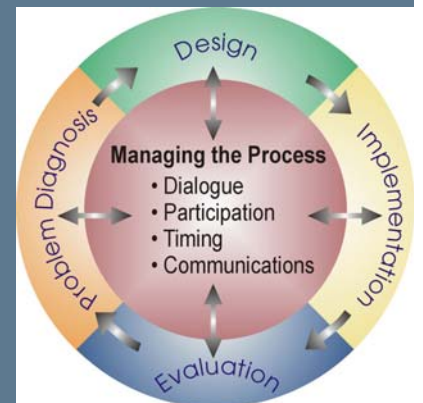 Design
Managing the Process
• Dialogue
• Participation
• Timing
• Communications
Problem Diagnosis
Implementation
Evaluation